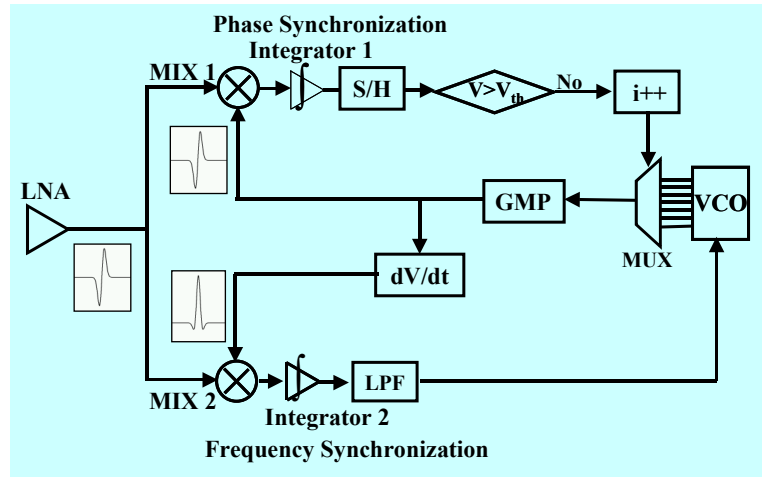 Phase Synchronization
Integrator 1
MIX 1
S/H
V>Vth
No
i++
LNA
GMP
VCO
MUX
dV/dt
LPF
MIX 2
Integrator 2
Frequency Synchronization